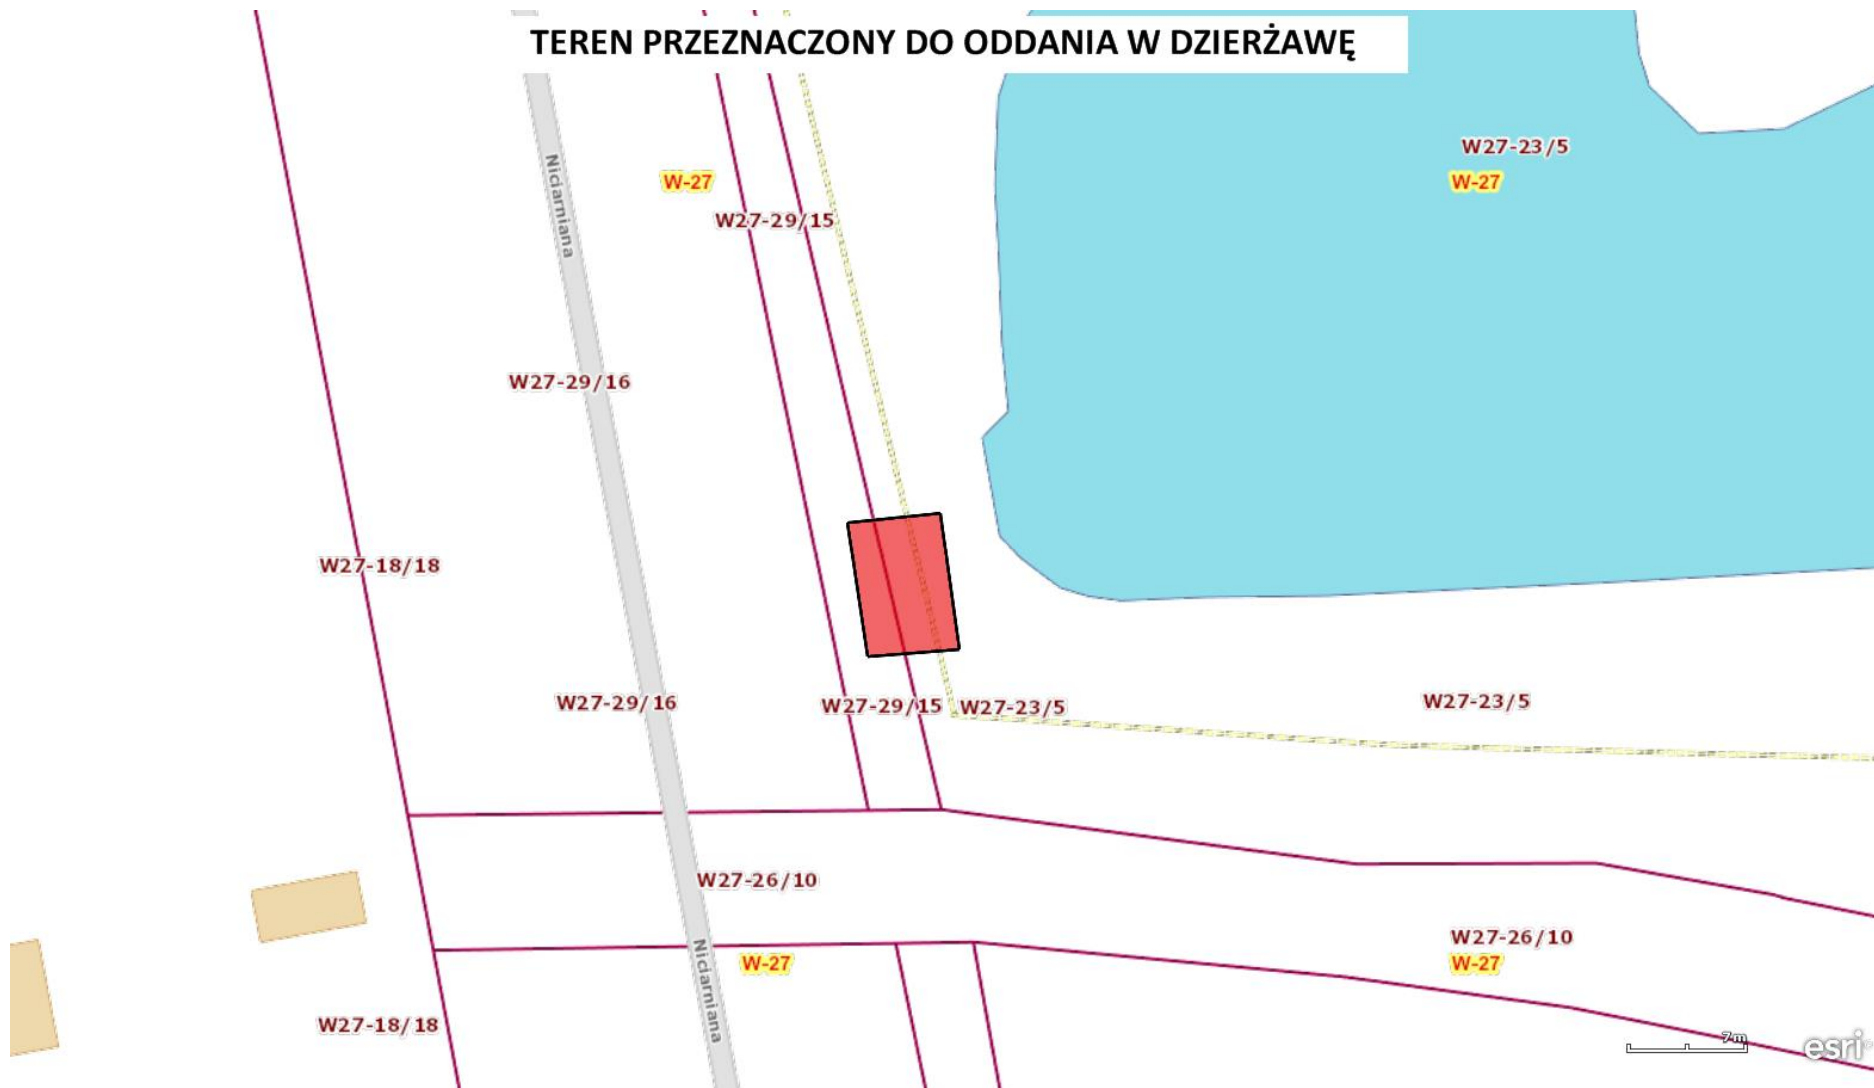 TEREN PRZEZNACZONY DO ODDANIA W DZIERŻAWĘ
W27-23/5
Niciarniana
W-27
W-27
W27-29/15
W27-29/16
W27-18/18
W27-29/16
W27-29/15
W27-23/5
W27-23/5
W27-26/10
W27-26/10
Niciarniana
W-27
W-27
W27-18/18
7m
esri